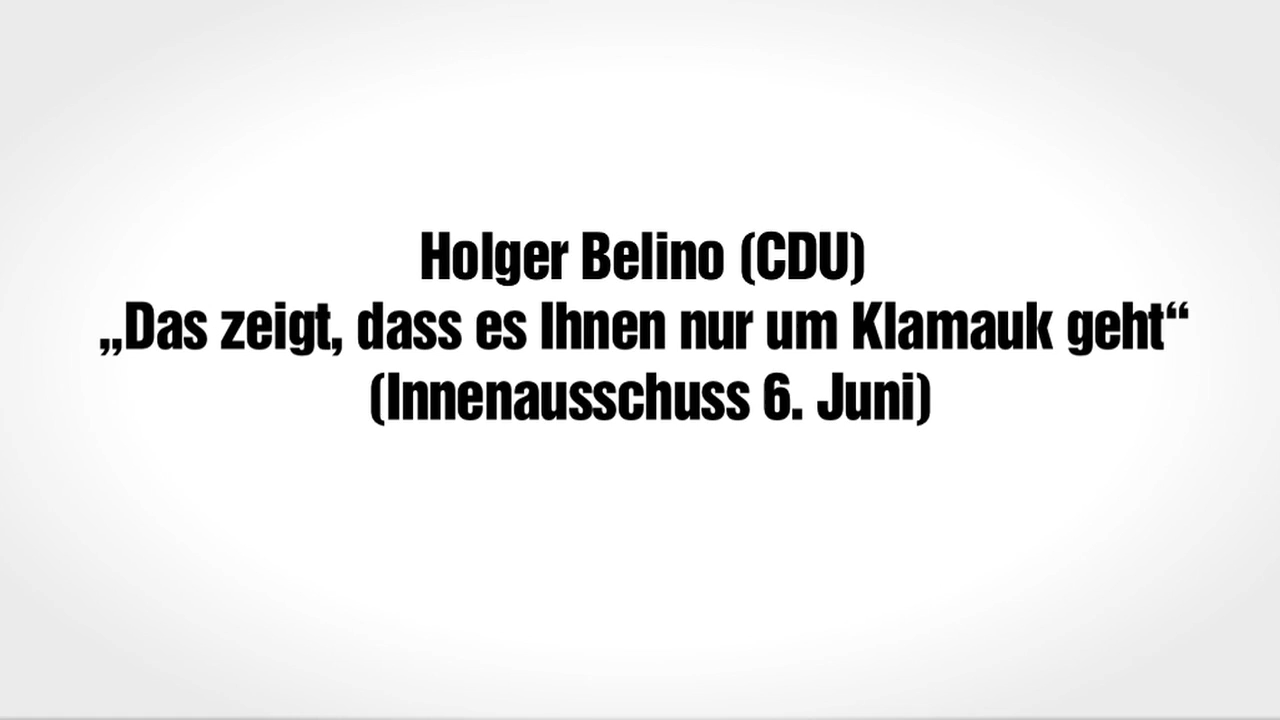 Holger Belino (CDU)
„Das zeigt, dass es Ihnen nur um Klamauk geht“
(Innenausschuss 6. Juni)